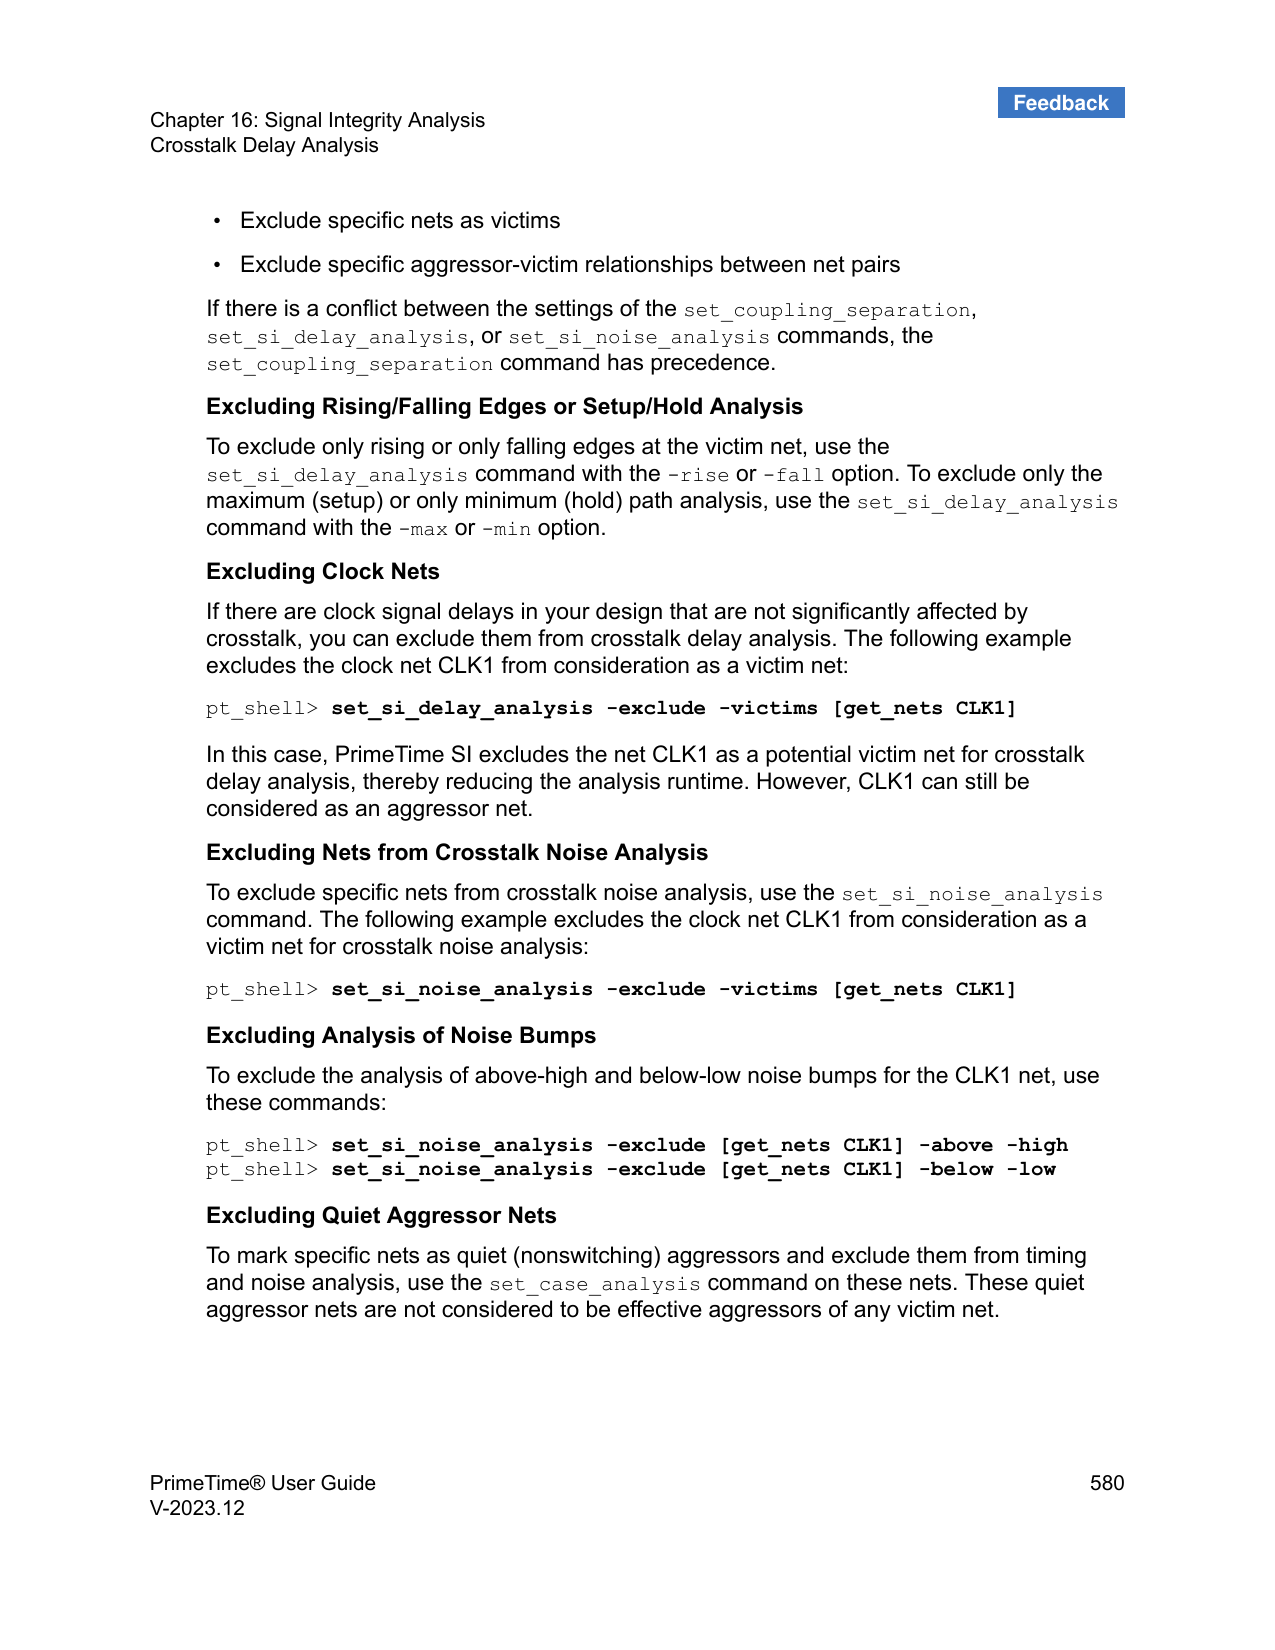 Feedback
Chapter 16: Signal Integrity Analysis
Crosstalk Delay Analysis
• Exclude specific nets as victims
• Exclude specific aggressor-victim relationships between net pairs
If there is a conflict between the settings of the set_coupling_separation,
set_si_delay_analysis, or set_si_noise_analysis commands, the
set_coupling_separation command has precedence.
Excluding Rising/Falling Edges or Setup/Hold Analysis
To exclude only rising or only falling edges at the victim net, use the
set_si_delay_analysis command with the -rise or -fall option. To exclude only the
maximum (setup) or only minimum (hold) path analysis, use the set_si_delay_analysis
command with the -max or -min option.
Excluding Clock Nets
If there are clock signal delays in your design that are not significantly affected by
crosstalk, you can exclude them from crosstalk delay analysis. The following example
excludes the clock net CLK1 from consideration as a victim net:
pt_shell> set_si_delay_analysis -exclude -victims [get_nets CLK1]
In this case, PrimeTime SI excludes the net CLK1 as a potential victim net for crosstalk
delay analysis, thereby reducing the analysis runtime. However, CLK1 can still be
considered as an aggressor net.
Excluding Nets from Crosstalk Noise Analysis
To exclude specific nets from crosstalk noise analysis, use the set_si_noise_analysis
command. The following example excludes the clock net CLK1 from consideration as a
victim net for crosstalk noise analysis:
pt_shell> set_si_noise_analysis -exclude -victims [get_nets CLK1]
Excluding Analysis of Noise Bumps
To exclude the analysis of above-high and below-low noise bumps for the CLK1 net, use
these commands:
pt_shell> set_si_noise_analysis -exclude [get_nets CLK1] -above -high
pt_shell> set_si_noise_analysis -exclude [get_nets CLK1] -below -low
Excluding Quiet Aggressor Nets
To mark specific nets as quiet (nonswitching) aggressors and exclude them from timing
and noise analysis, use the set_case_analysis command on these nets. These quiet
aggressor nets are not considered to be effective aggressors of any victim net.
PrimeTime® User Guide 580
V-2023.12